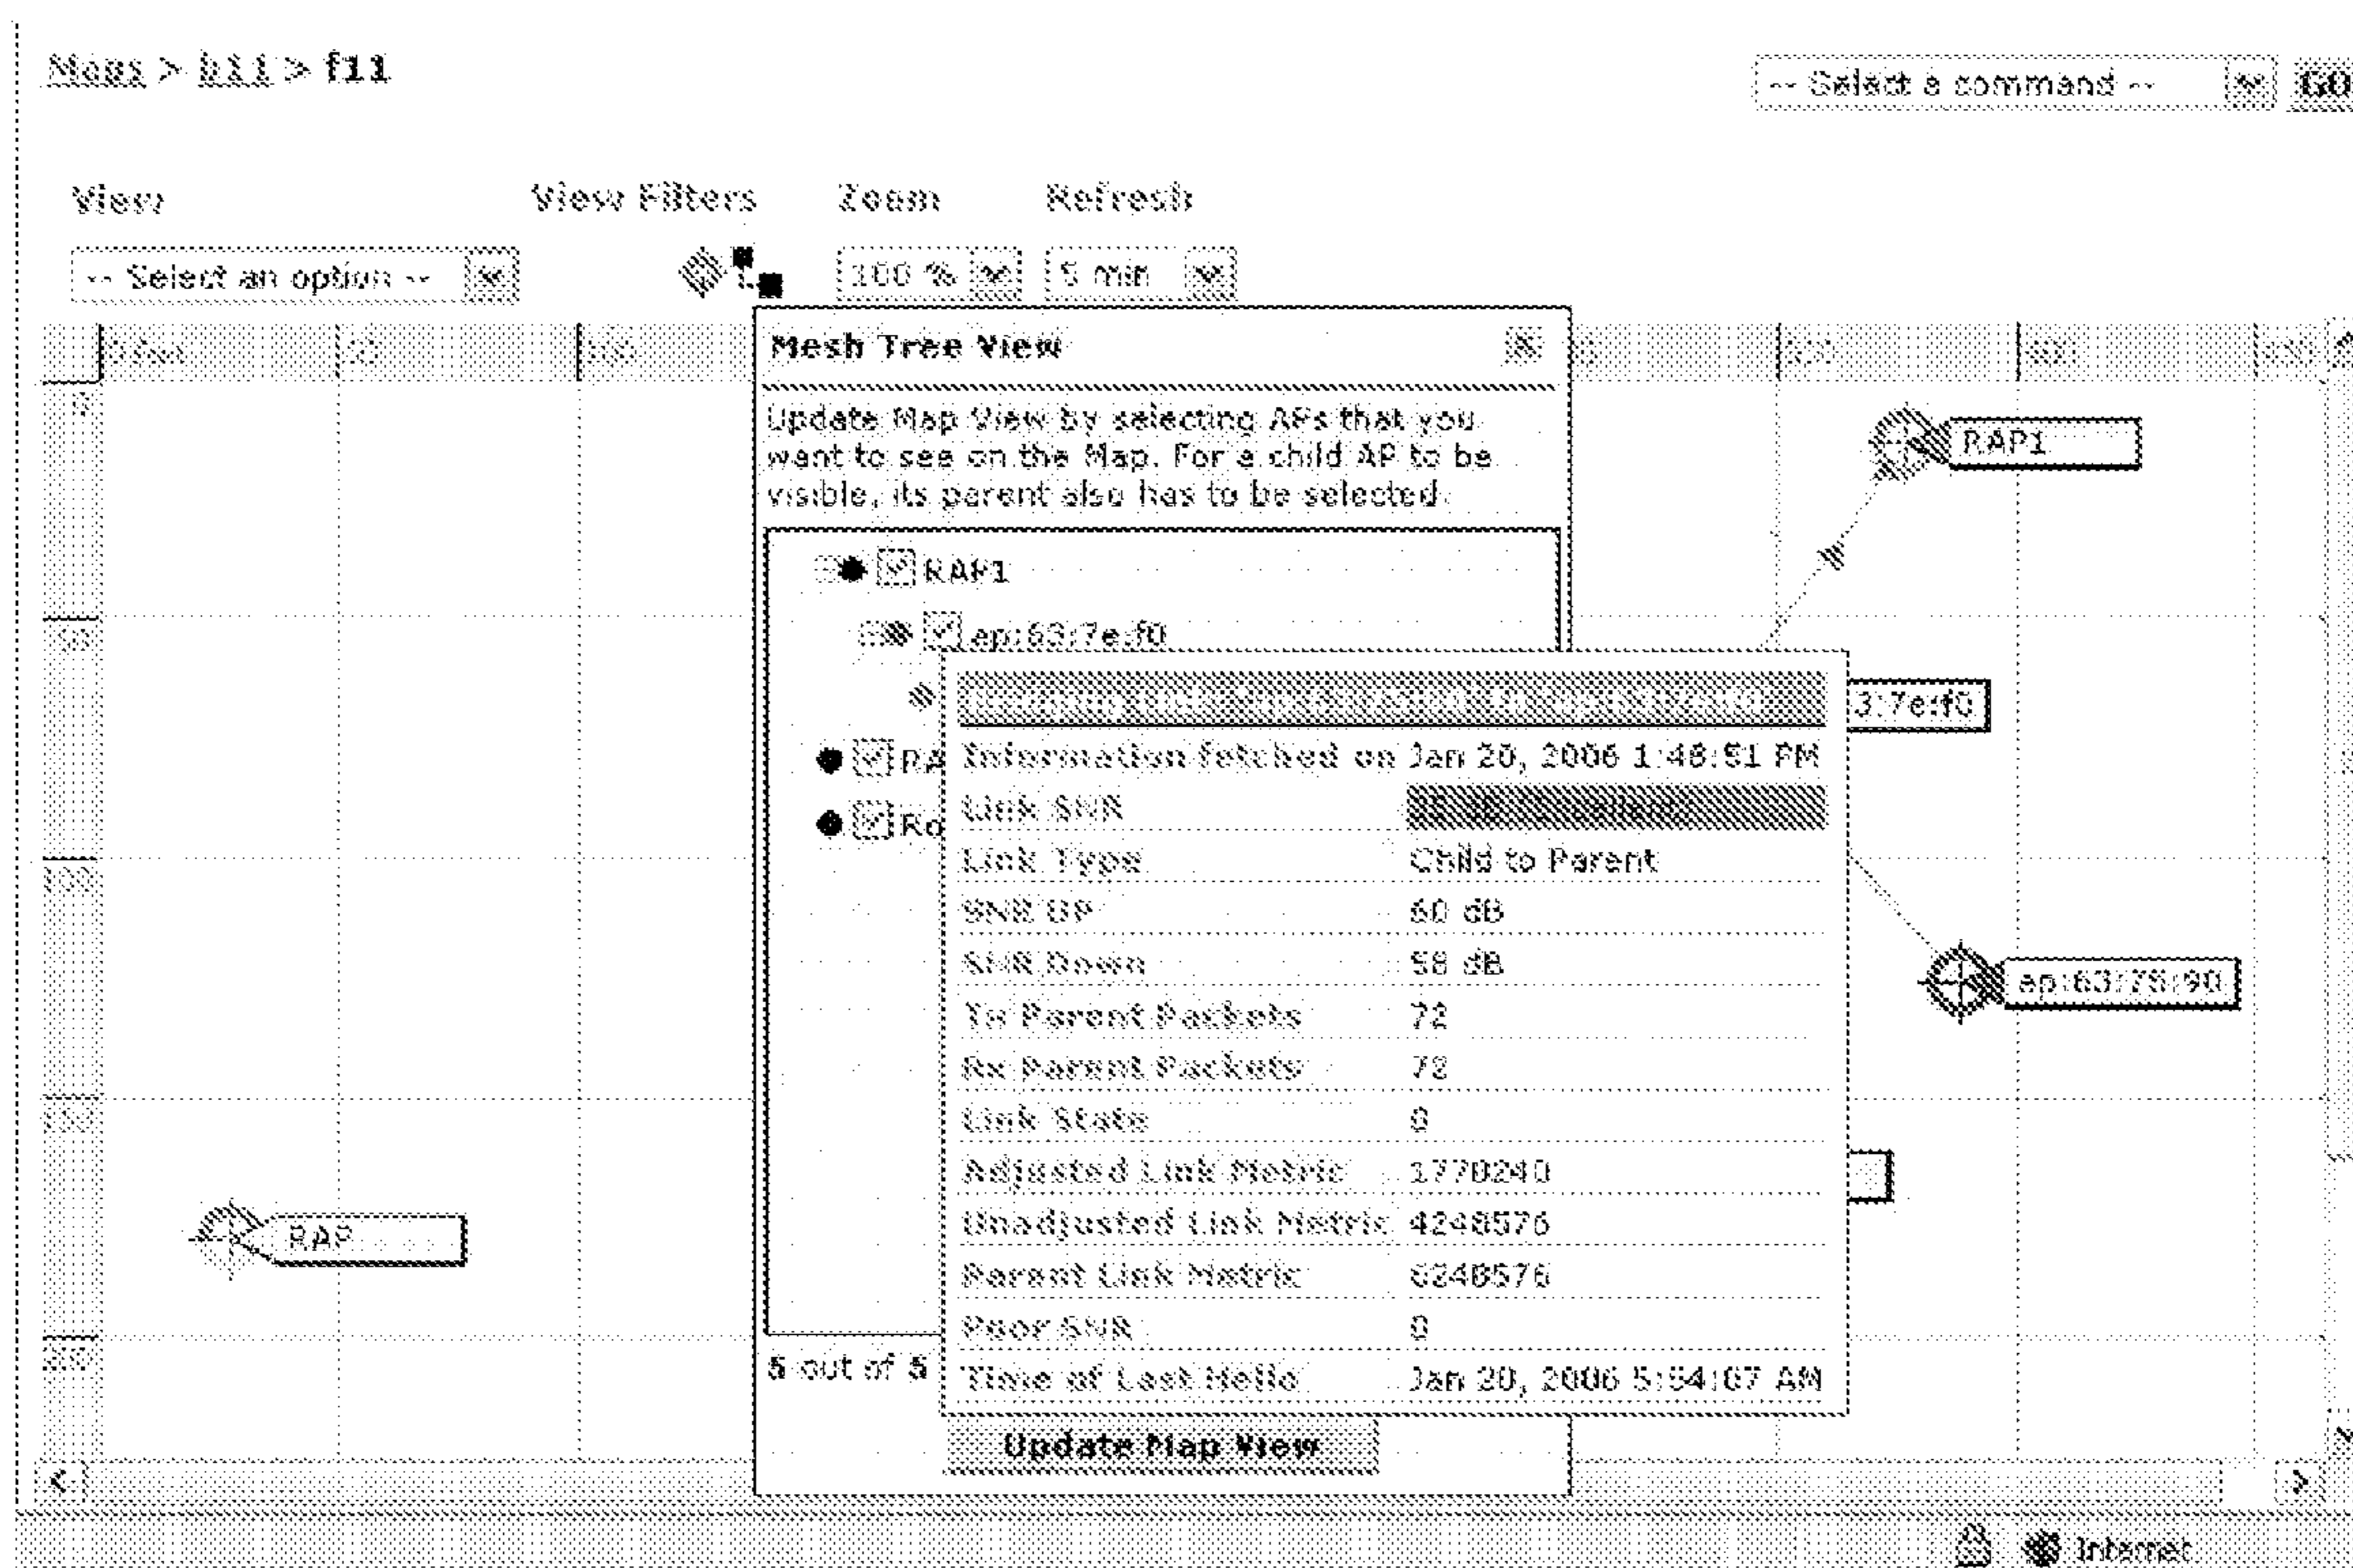 Maps > b11 > f11
-- Select a command --
GO
View
View Filters
Zoom
Refresh
-- Select an option --
100 %
5 min
Mesh Tree View
Update Map View by selecting APs that you
want to see on the Map. For a child AP to be
visible, its parent also has to be selected.
RAP1
RAP1
ap:63:7e:f0
3:7e:f0
Information fetched on Jan 20, 2006 1:48:51 PM
RA
Link SNR
Ro
Link Type Child to Parent
SNR UP 60 dB
SNR Down 58 dB
ap:63:75:90
Tx Parent Packets 72
Rx Parent Packets 72
Link State 0
Adjusted Link Metric 1770240
Unadjusted Link Metric 4248576
RAP
Parent Link Metric 6248576
Poor SNR 0
5 out of 5
Time of Last Hello Jan 20, 2006 5:54:07 AM
Update Map View
Internet